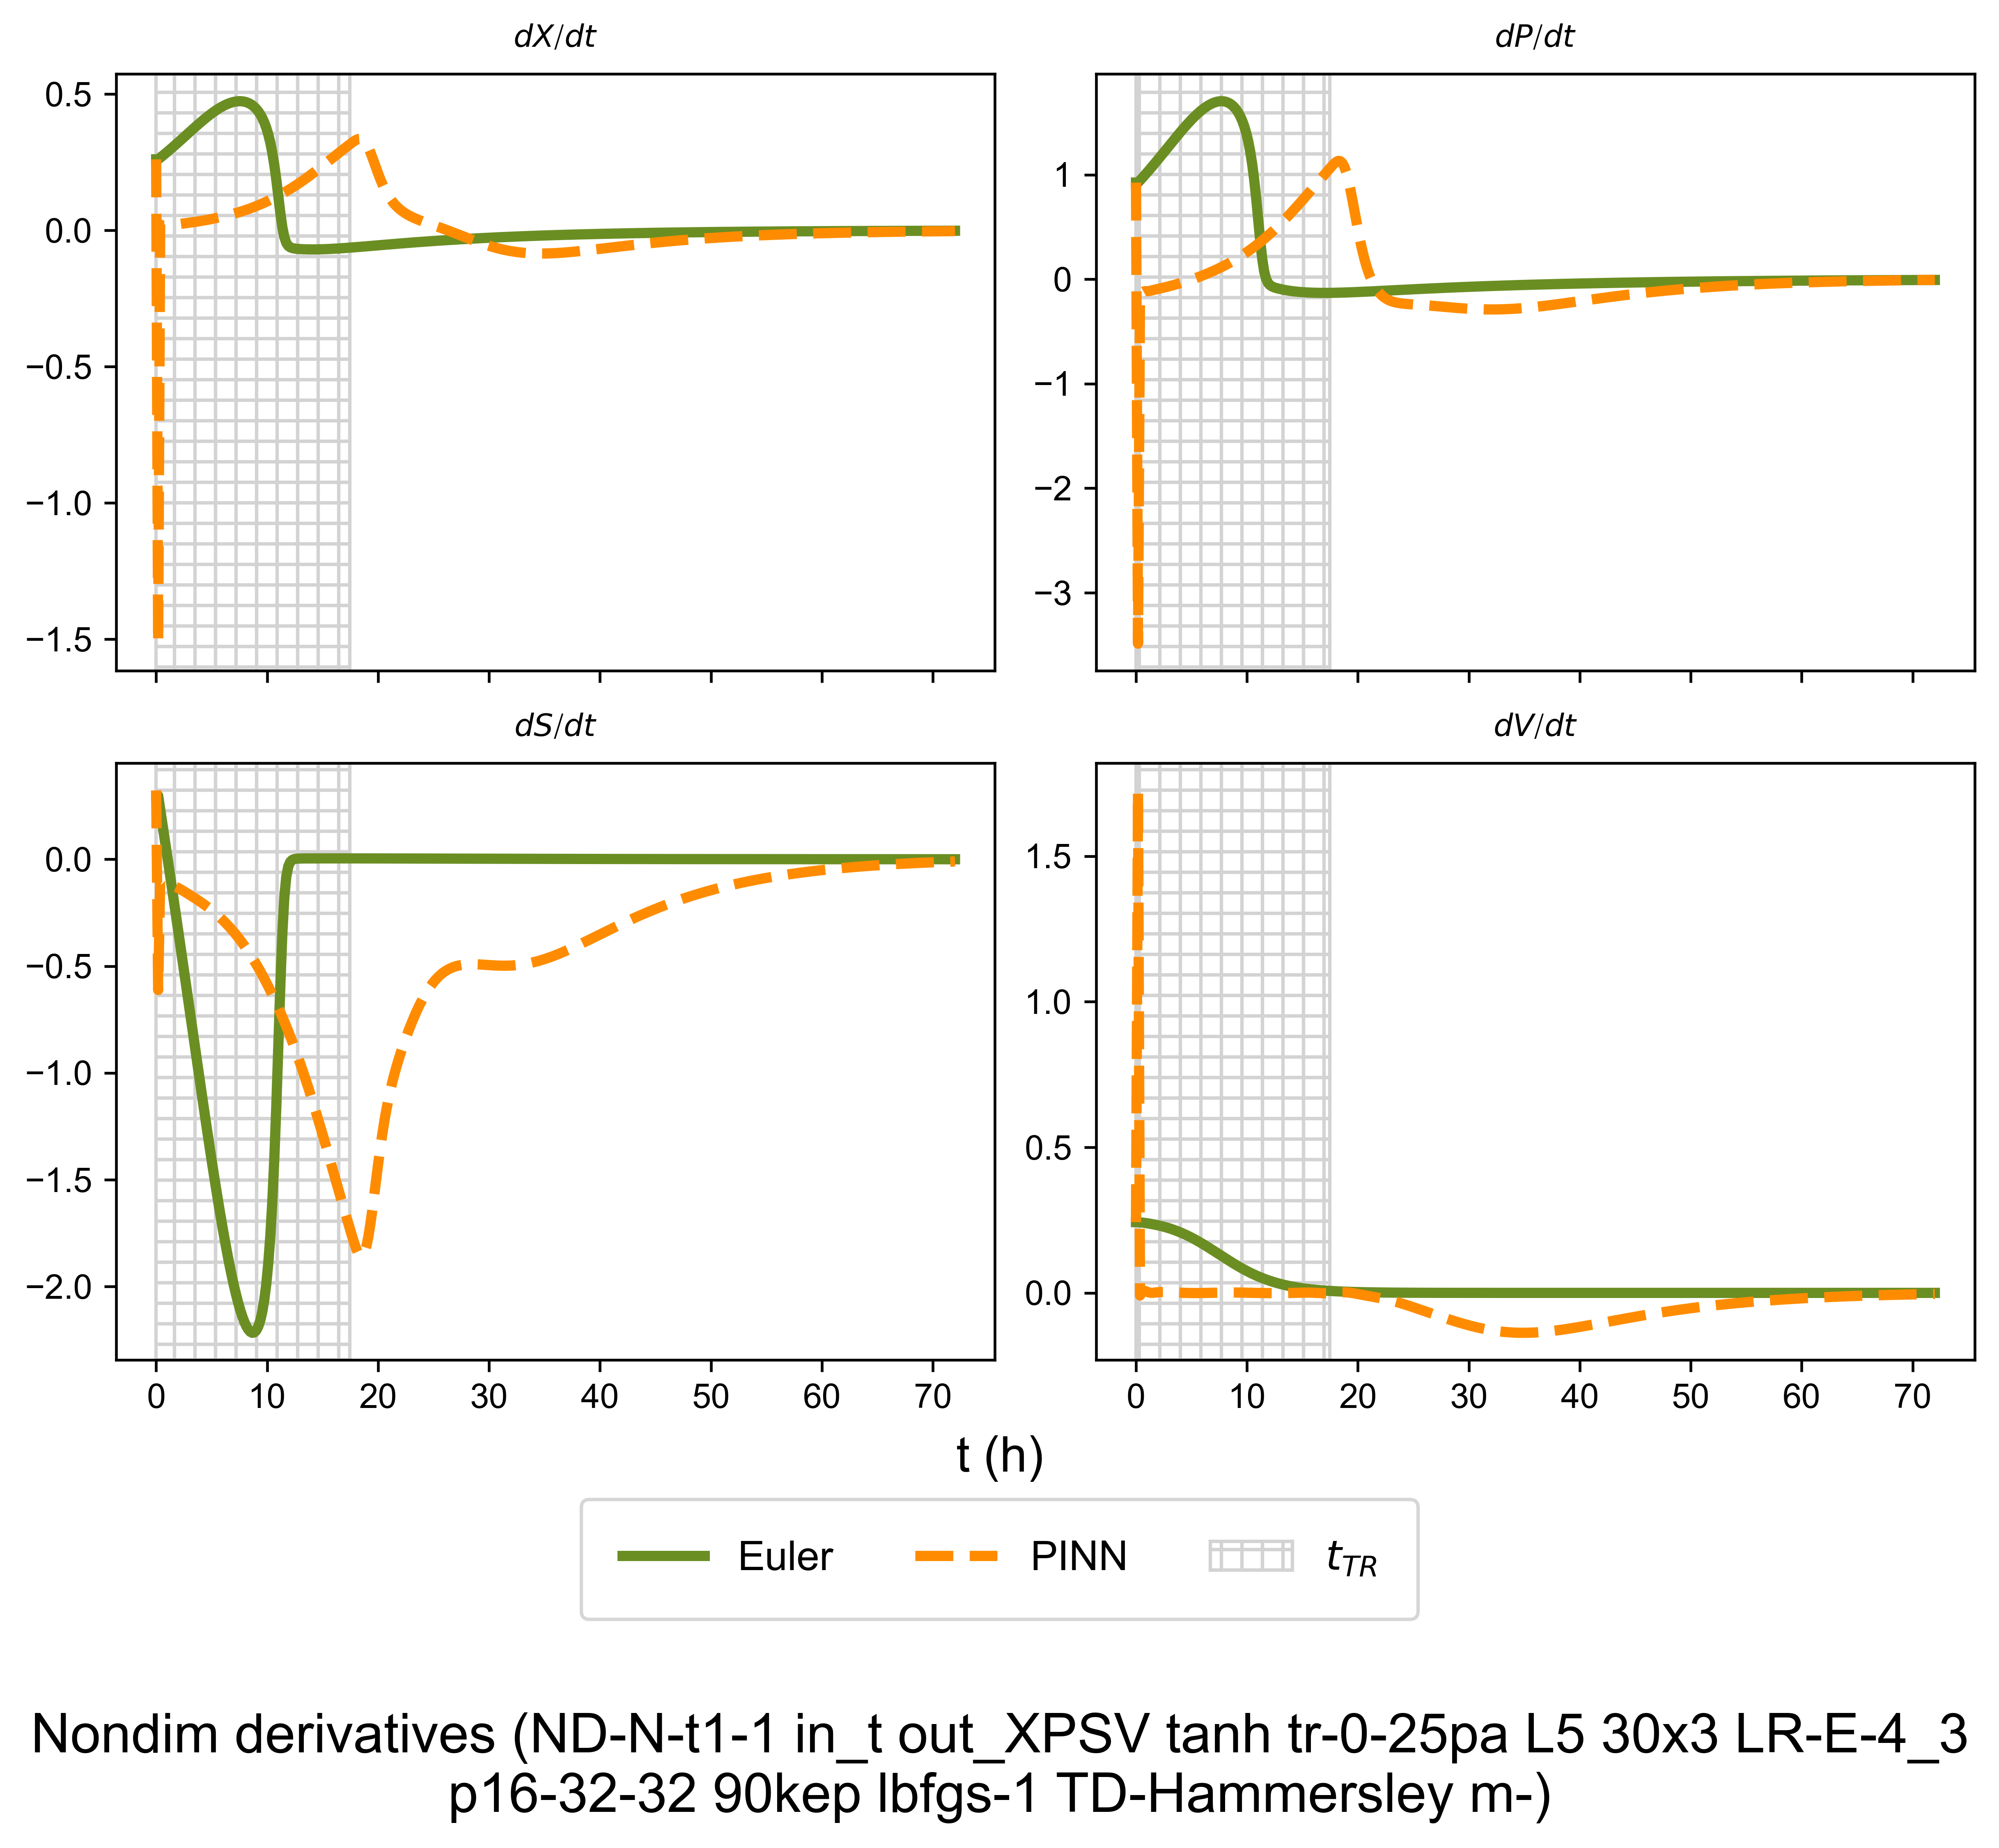 dX/dt
dP/dt
0.5
0.0
−0.5
−1.0
−1.5
1
0
−1
−2
−3
dS/dt
dV/dt
0.0
−0.5
−1.0
−1.5
−2.0
1.5
1.0
0.5
0.0
0 10 20 30 40 50 60 70
0 10 20 30 40 50 60 70
t (h)
Euler PINN t_TR
Nondim derivatives (ND-N-t1-1 in_t out_XPSV tanh tr-0-25pa L5 30x3 LR-E-4_3
p16-32-32 90kep lbfgs-1 TD-Hammersley m-)